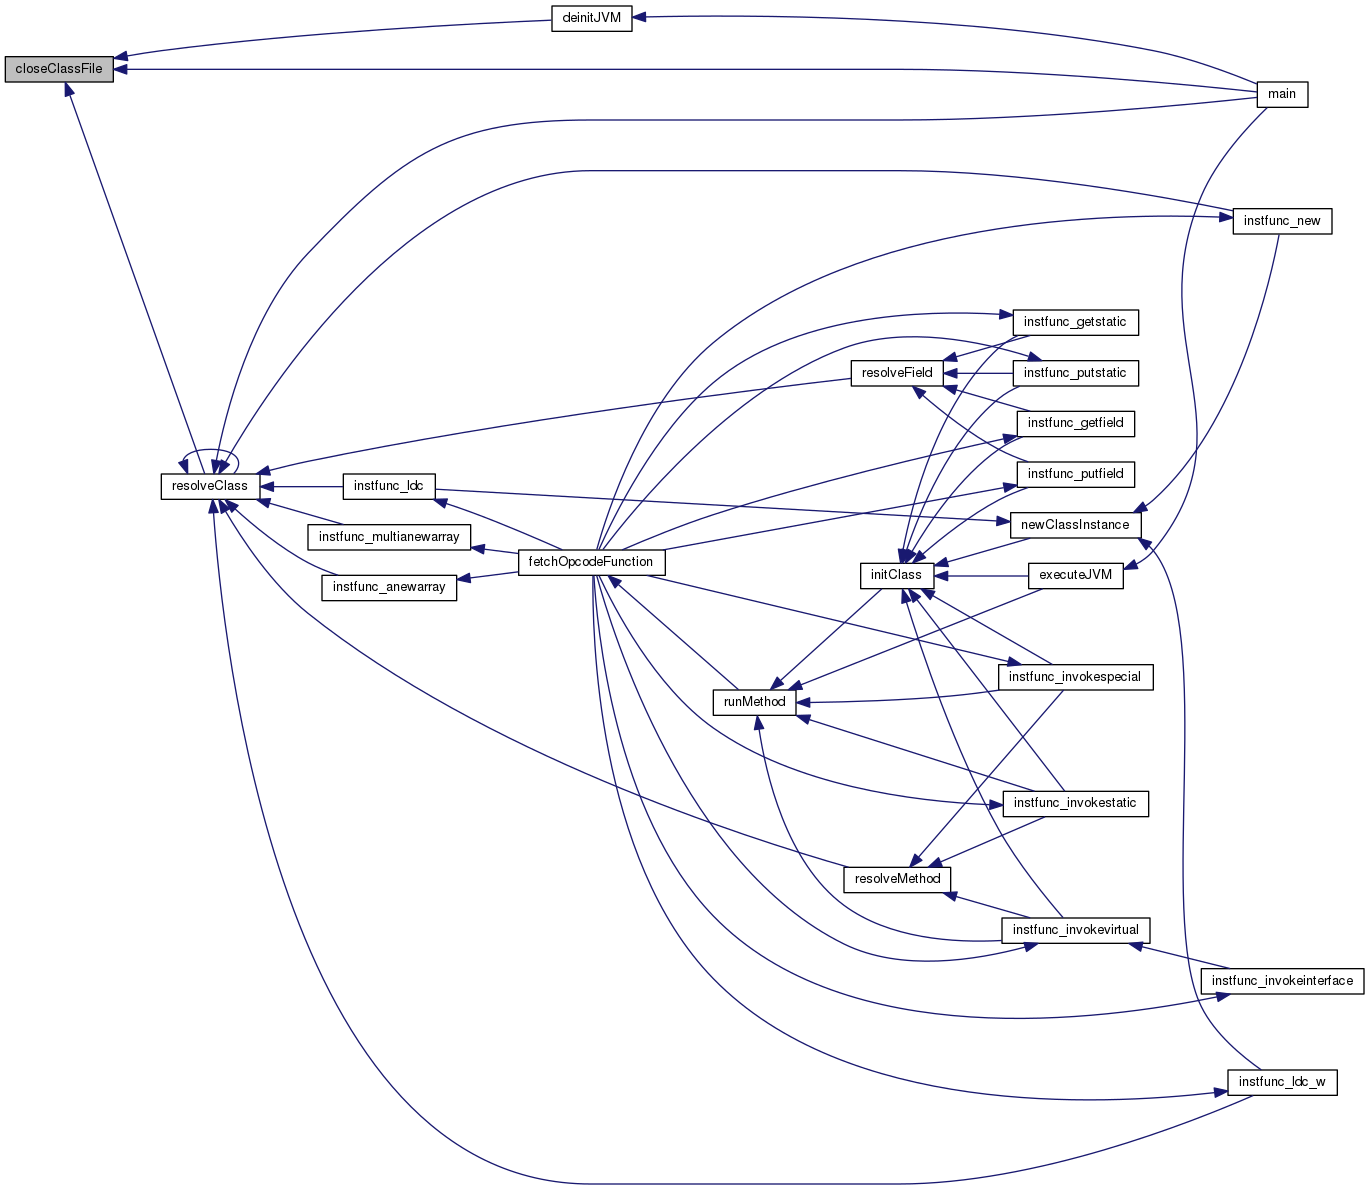 deinitJVM
closeClassFile
main
instfunc_new
instfunc_getstatic
resolveField
instfunc_putstatic
instfunc_getfield
instfunc_putfield
resolveClass
instfunc_ldc
newClassInstance
instfunc_multianewarray
fetchOpcodeFunction
initClass
executeJVM
instfunc_anewarray
instfunc_invokespecial
runMethod
instfunc_invokestatic
resolveMethod
instfunc_invokevirtual
instfunc_invokeinterface
instfunc_ldc_w